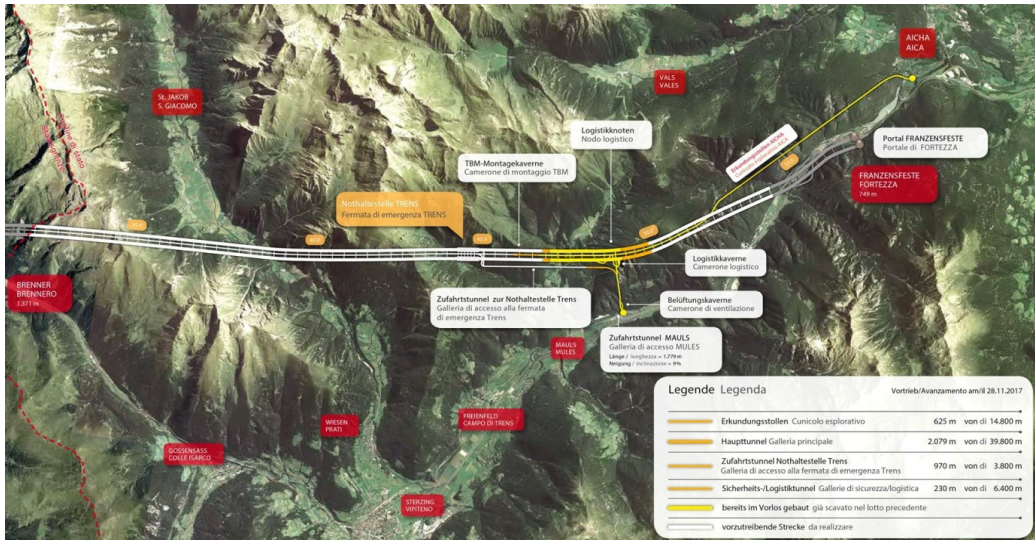 AICHA
AICA
VALS
VALES
St. JAKOB
S. GIACOMO
Logistikknoten
Nodo logistico
Portal FRANZENSFESTE
Portale di FORTEZZA
Erkundungsstollen AICHA
Cunicolo esplorativo AICA
TBM-Montagekaverne
Camerone di montaggio TBM
FRANZENSFESTE
FORTEZZA
749 m
Nothaltestelle TRENS
Fermata di emergenza TRENS
Logistikkaverne
Camerone logistico
BRENNER
BRENNERO
1.371 m
Zufahrtstunnel zur Nothaltestelle Trens
Galleria di accesso alla fermata
di emergenza Trens
Belüftungskaverne
Camerone di ventilazione
Zufahrtstunnel MAULS
Galleria di accesso MULES
Länge / lunghezza = 1.779 m
Neigung / inclinazione = 9%
MAULS
MULES
WIESEN
PRATI
FREIENFELD
CAMPO DI TRENS
GOSSENSASS
COLLE ISARCO
STERZING
VIPITENO
Legende Legenda
Vortrieb/Avanzamento am/il 28.11.2017
Erkundungsstollen Cunicolo esplorativo 625 m von di 14.800 m
Haupttunnel Galleria principale 2.079 m von di 39.800 m
Zufahrtstunnel Nothaltestelle Trens
Galleria di accesso alla fermata di emergenza Trens 970 m von di 3.800 m
Sicherheits-/Logistiktunnel Gallerie di sicurezza/logistica 230 m von di 6.400 m
bereits im Vorlos gebaut già scavato nel lotto precedente
vorzutreibende Strecke da realizzare